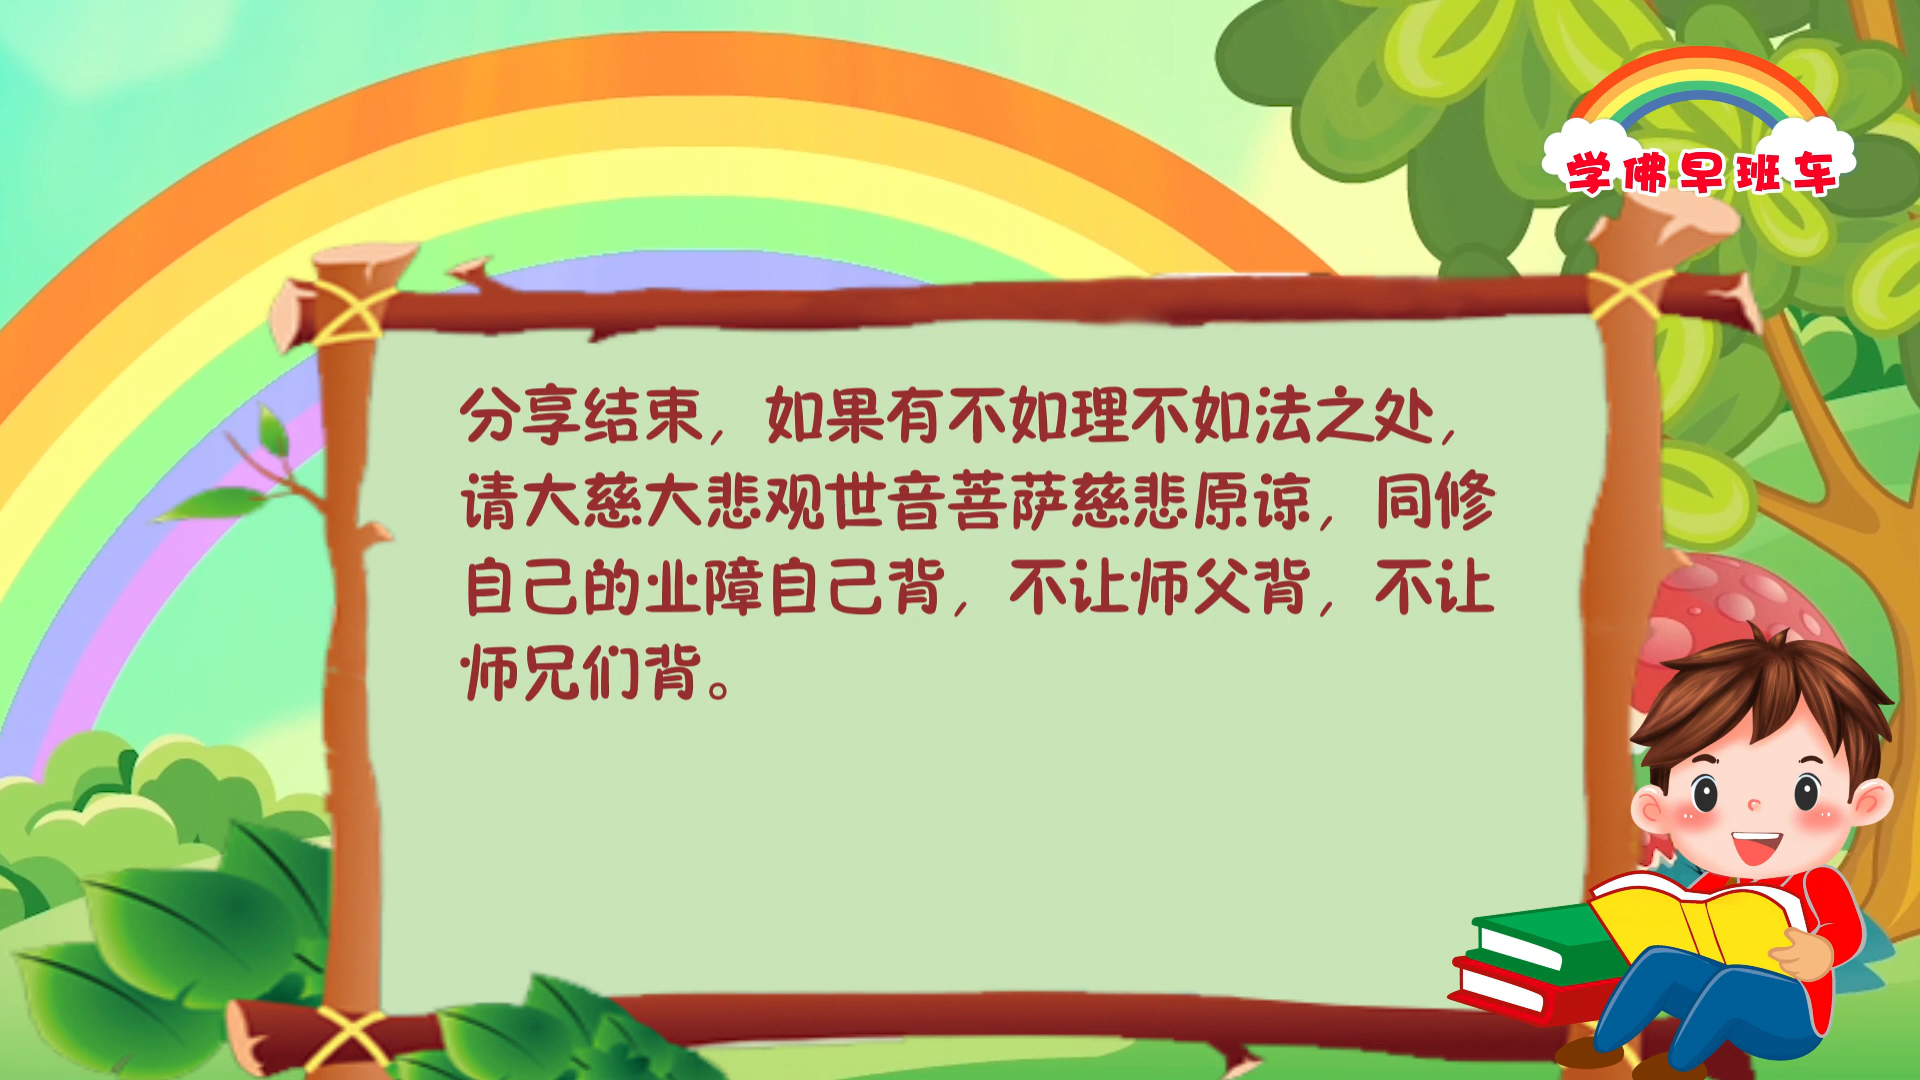 学佛早班车
分享结束，如果有不如理不如法之处，
请大慈大悲观世音菩萨慈悲原谅，同修
自己的业障自己背，不让师父背，不让
师兄们背。